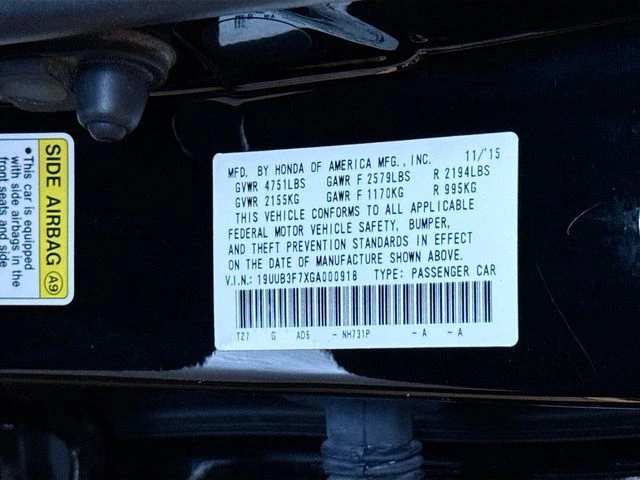 MFD. BY HONDA OF AMERICA MFG., INC. 11/'15
GVWR 4751LBS GAWR F 2579LBS R 2194LBS
GVWR 2155KG GAWR F 1170KG R 995KG
THIS VEHICLE CONFORMS TO ALL APPLICABLE
FEDERAL MOTOR VEHICLE SAFETY, BUMPER,
AND THEFT PREVENTION STANDARDS IN EFFECT
ON THE DATE OF MANUFACTURE SHOWN ABOVE.
V.I.N.: 19UUB3F7XGA000918 TYPE: PASSENGER CAR
TZ7 G AD6 - NH731P - A - A
SIDE AIRBAG A9
•This car is equipped
with side airbags in the
front seats and side